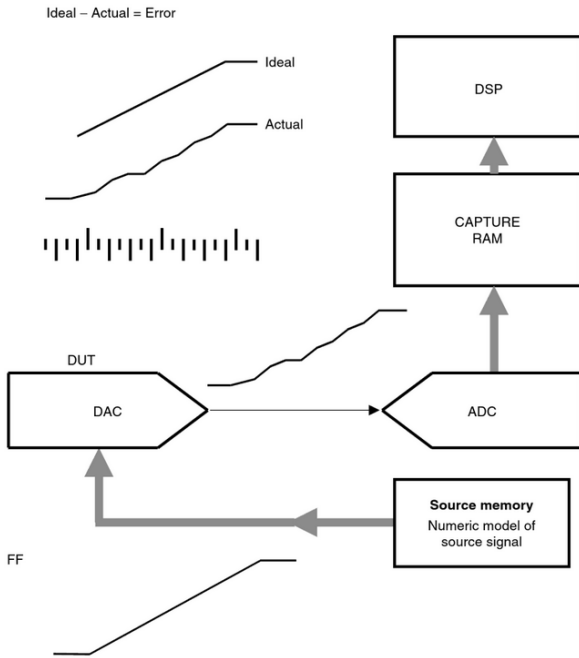 Ideal – Actual = Error
Ideal
DSP
Actual
CAPTURE
RAM
DUT
DAC
ADC
Source memory
Numeric model of
source signal
FF